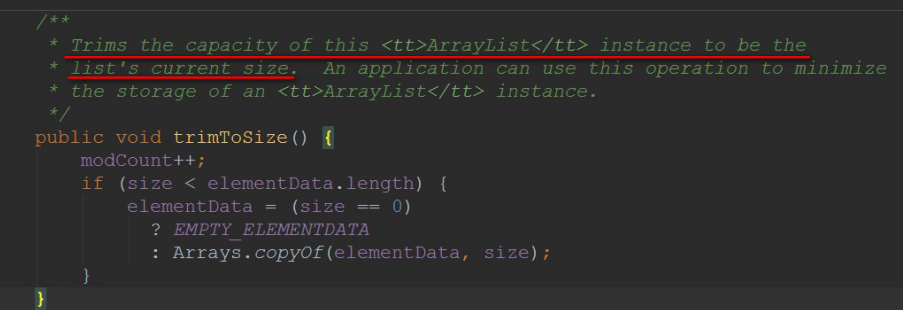 /**
 * Trims the capacity of this <tt>ArrayList</tt> instance to be the
 * list's current size.  An application can use this operation to minimize
 * the storage of an <tt>ArrayList</tt> instance.
 */
public void trimToSize() {
    modCount++;
    if (size < elementData.length) {
        elementData = (size == 0)
          ? EMPTY_ELEMENTDATA
          : Arrays.copyOf(elementData, size);
    }
}